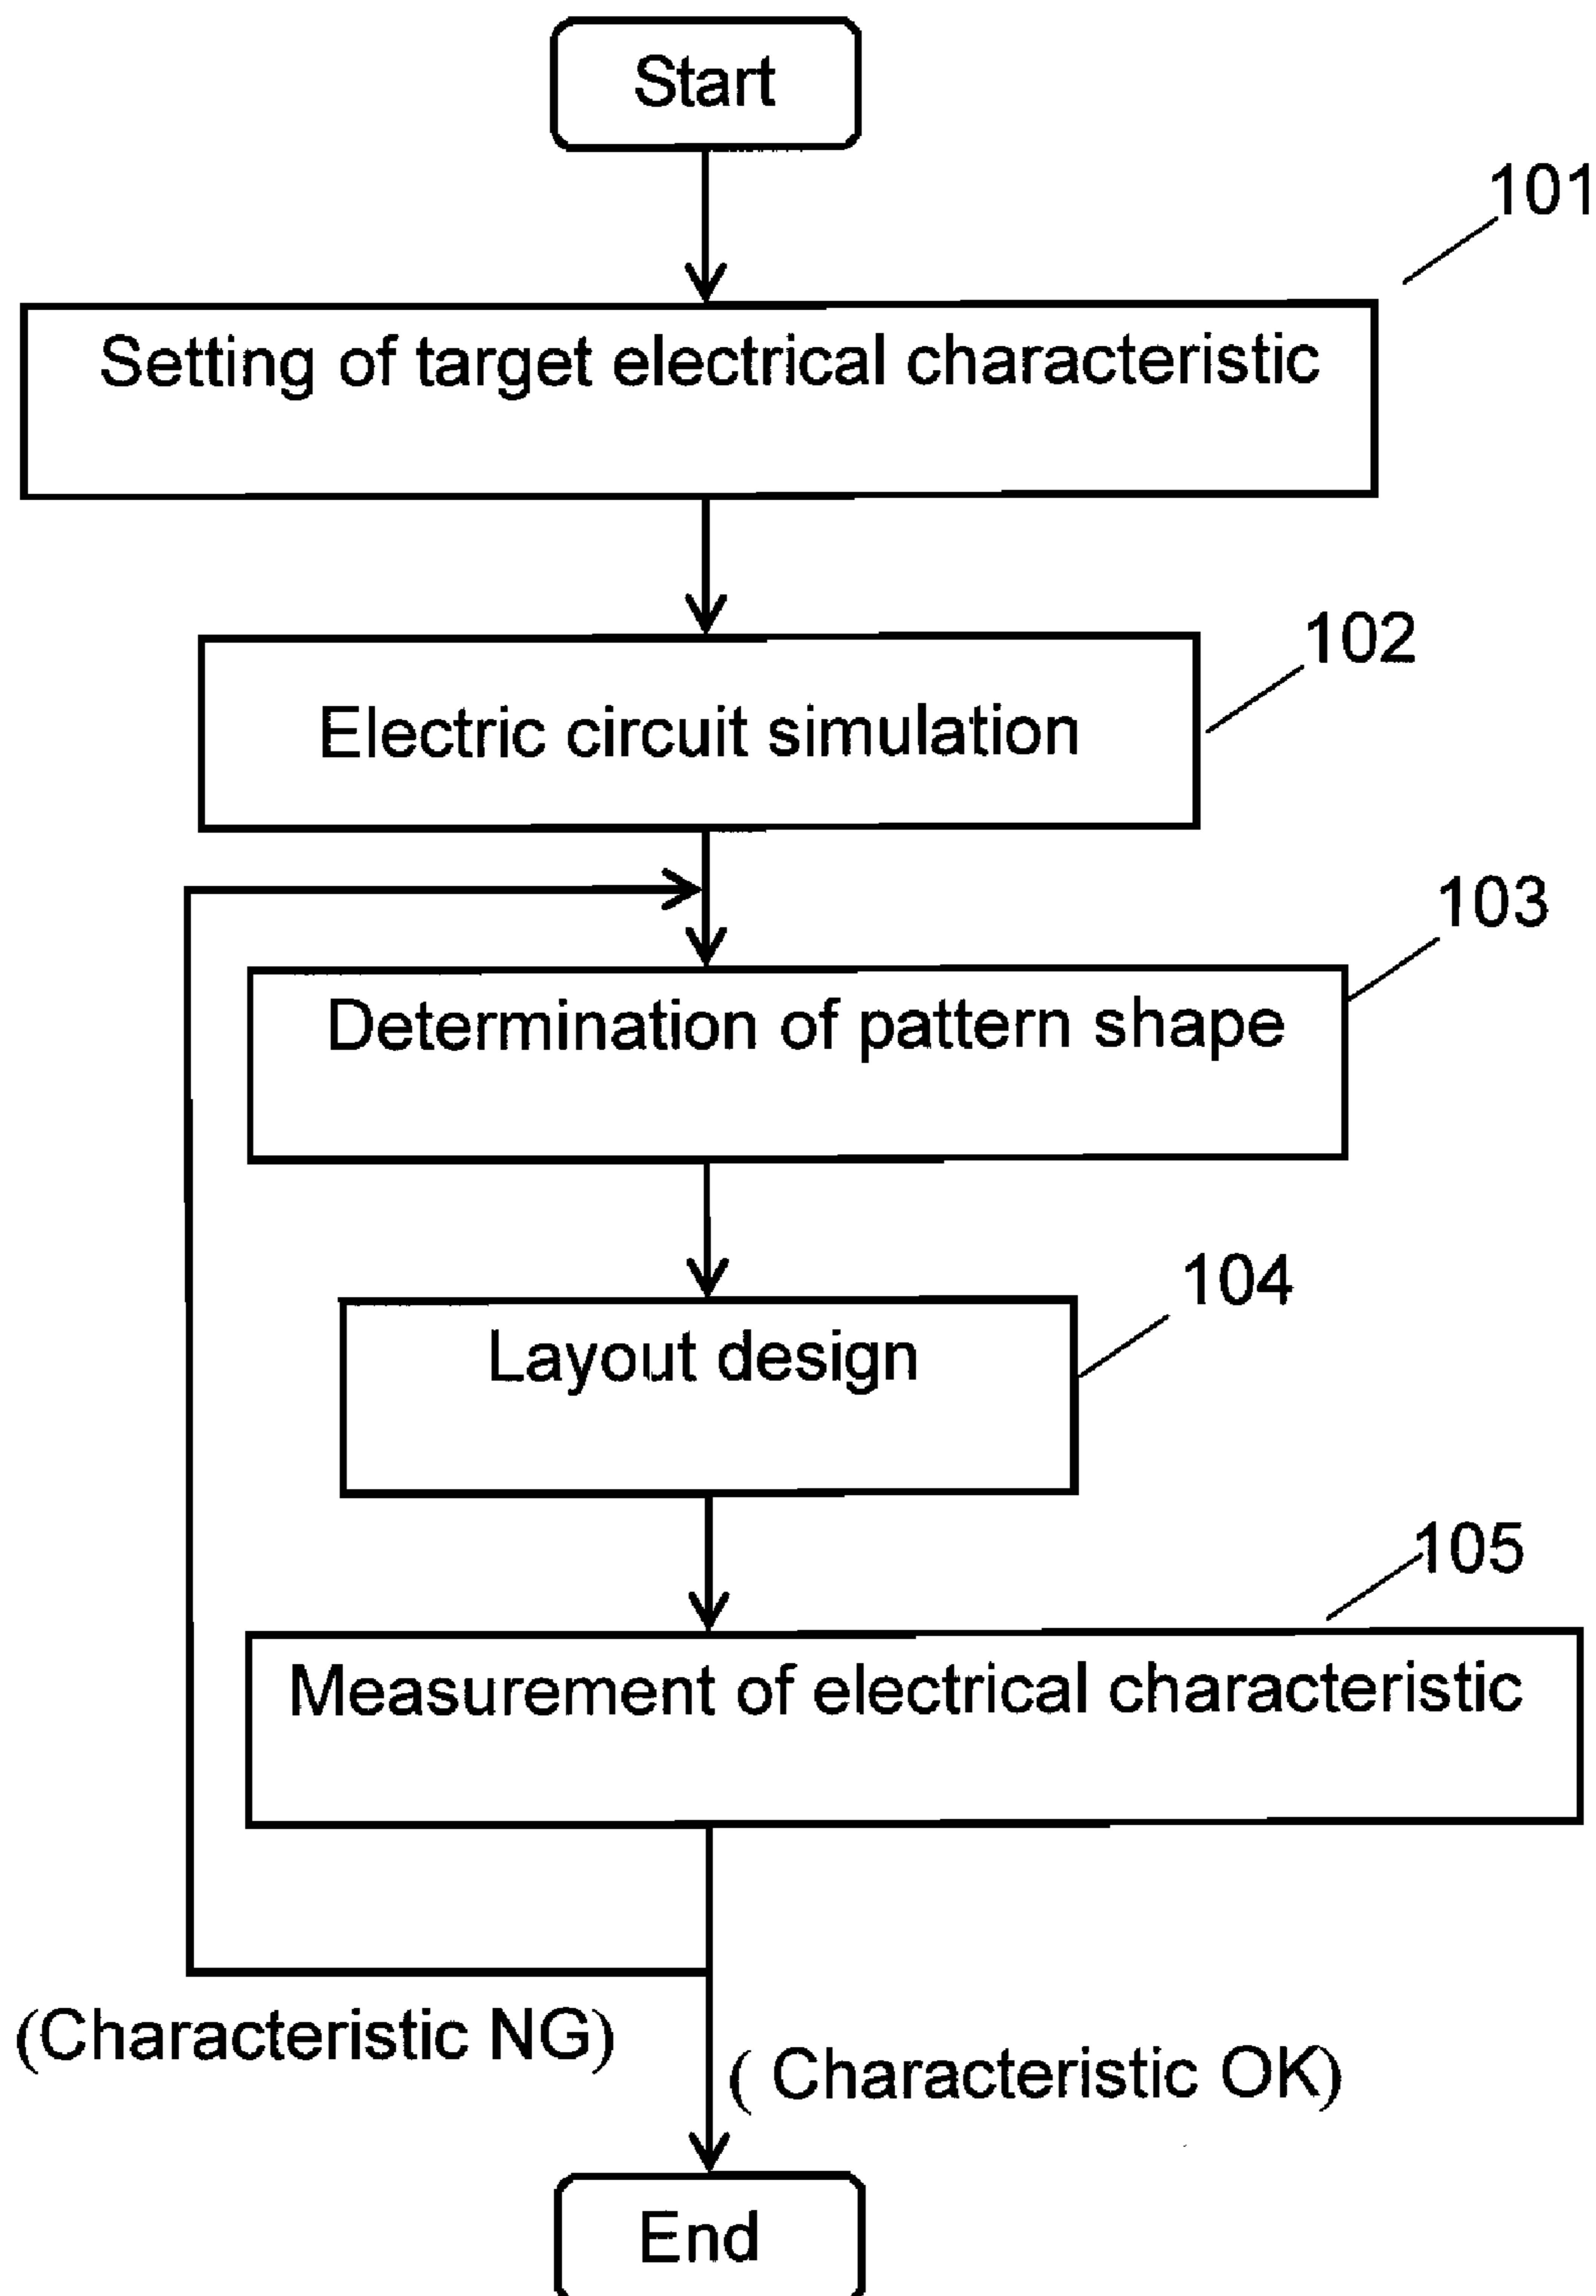 Start
101
Setting of target electrical characteristic
102
Electric circuit simulation
103
Determination of pattern shape
104
Layout design
105
Measurement of electrical characteristic
(Characteristic NG)
( Characteristic OK)
End